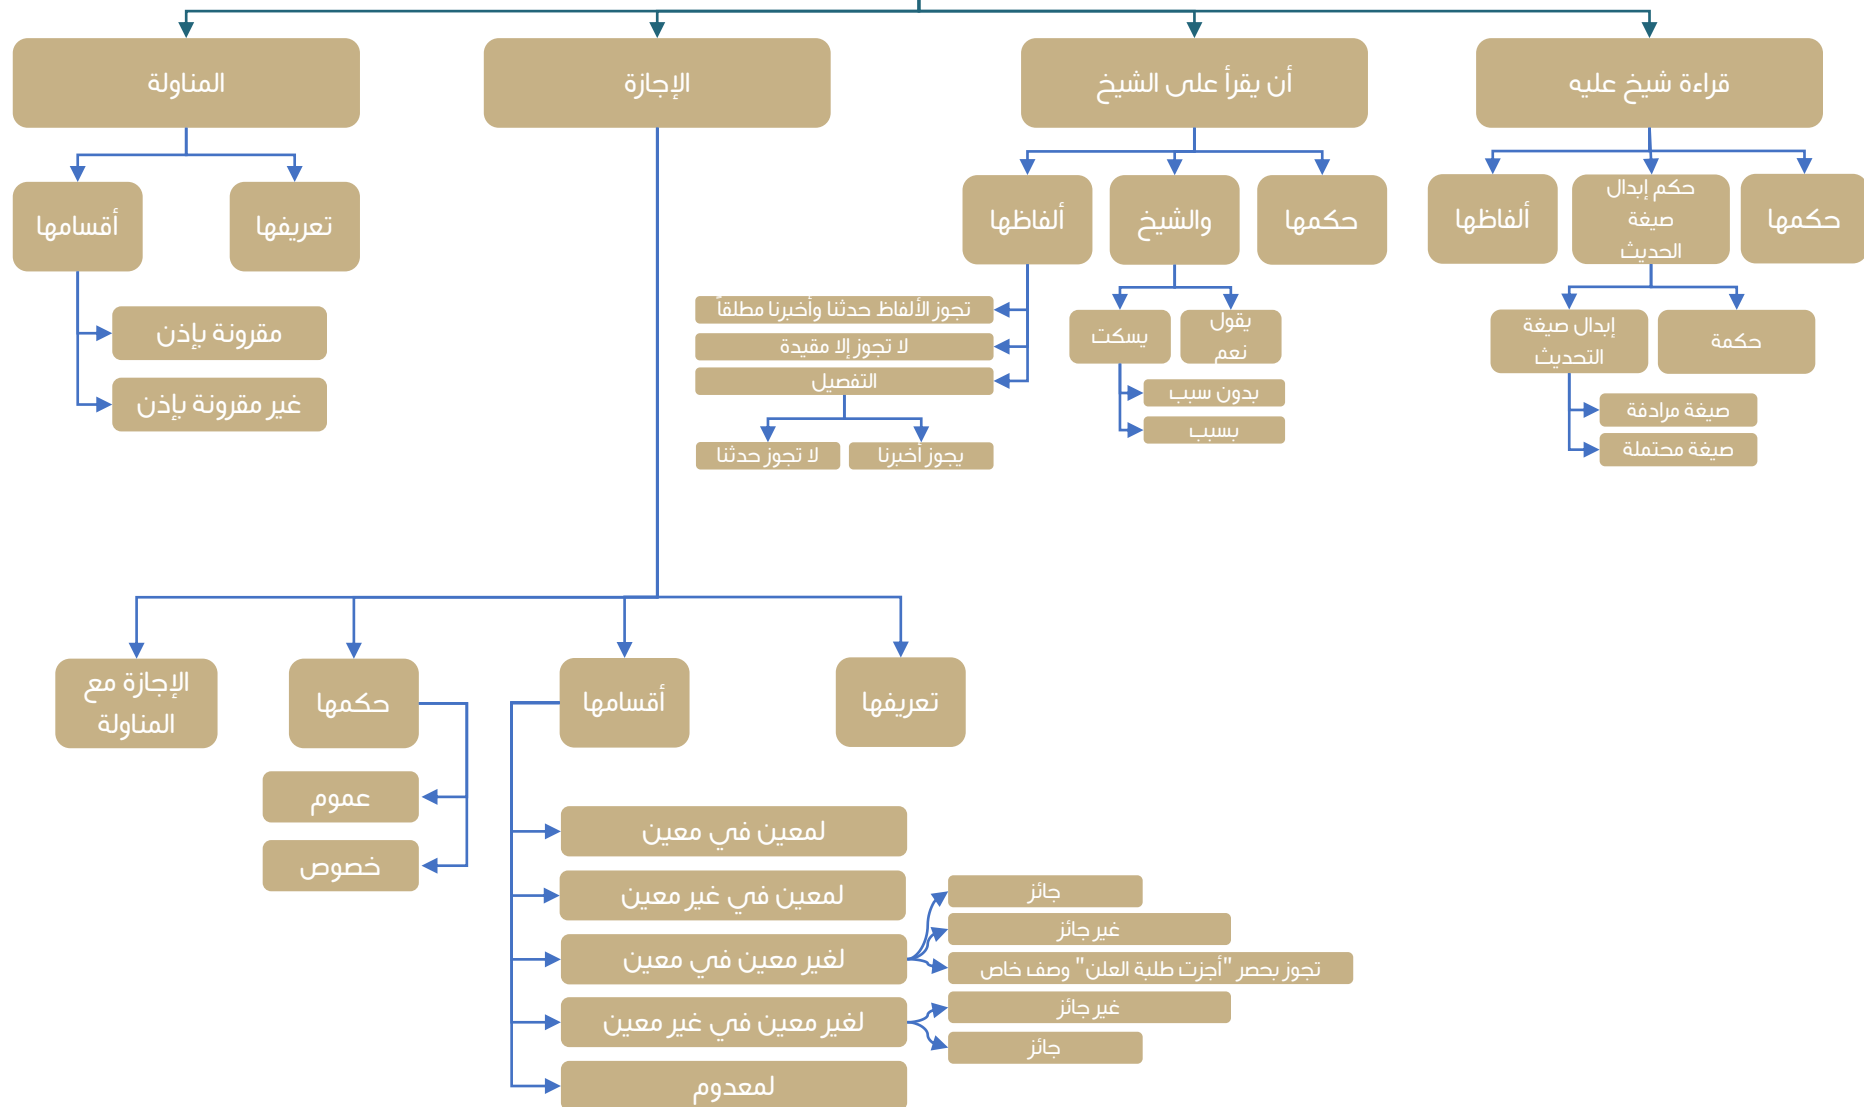 قراءة شيخ عليه
أن يقرأ على الشيخ
الإجازة
المناولة
حكمها
حكم إبدال
صيغة
الحديث
ألفاظها
حكمة
إبدال صيغة
التحديث
صيغة مرادفة
صيغة محتملة
حكمها
والشيخ
ألفاظها
يقول
نعم
يسكت
بدون سبب
بسبب
تجوز الألفاظ حدثنا وأخبرنا مطلقاً
لا تجوز إلا مقيدة
التفصيل
يجوز أخبرنا
لا تجوز حدثنا
تعريفها
أقسامها
مقرونة بإذن
غير مقرونة بإذن
تعريفها
أقسامها
حكمها
الإجازة مع
المناولة
عموم
خصوص
لمعين في معين
لمعين في غير معين
لغير معين في معين
جائز
غير جائز
تجوز بحصر "أجزت طلبة العلن" وصف خاص
لغير معين في غير معين
غير جائز
جائز
لمعدوم